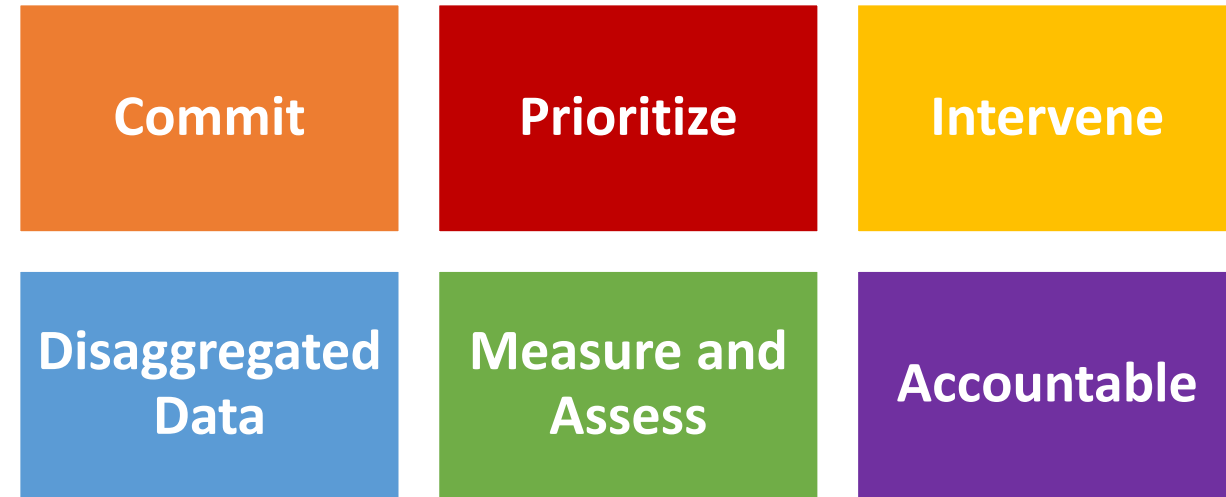 Commit
Prioritize
Intervene
Disaggregated
Data
Measure and
Assess
Accountable